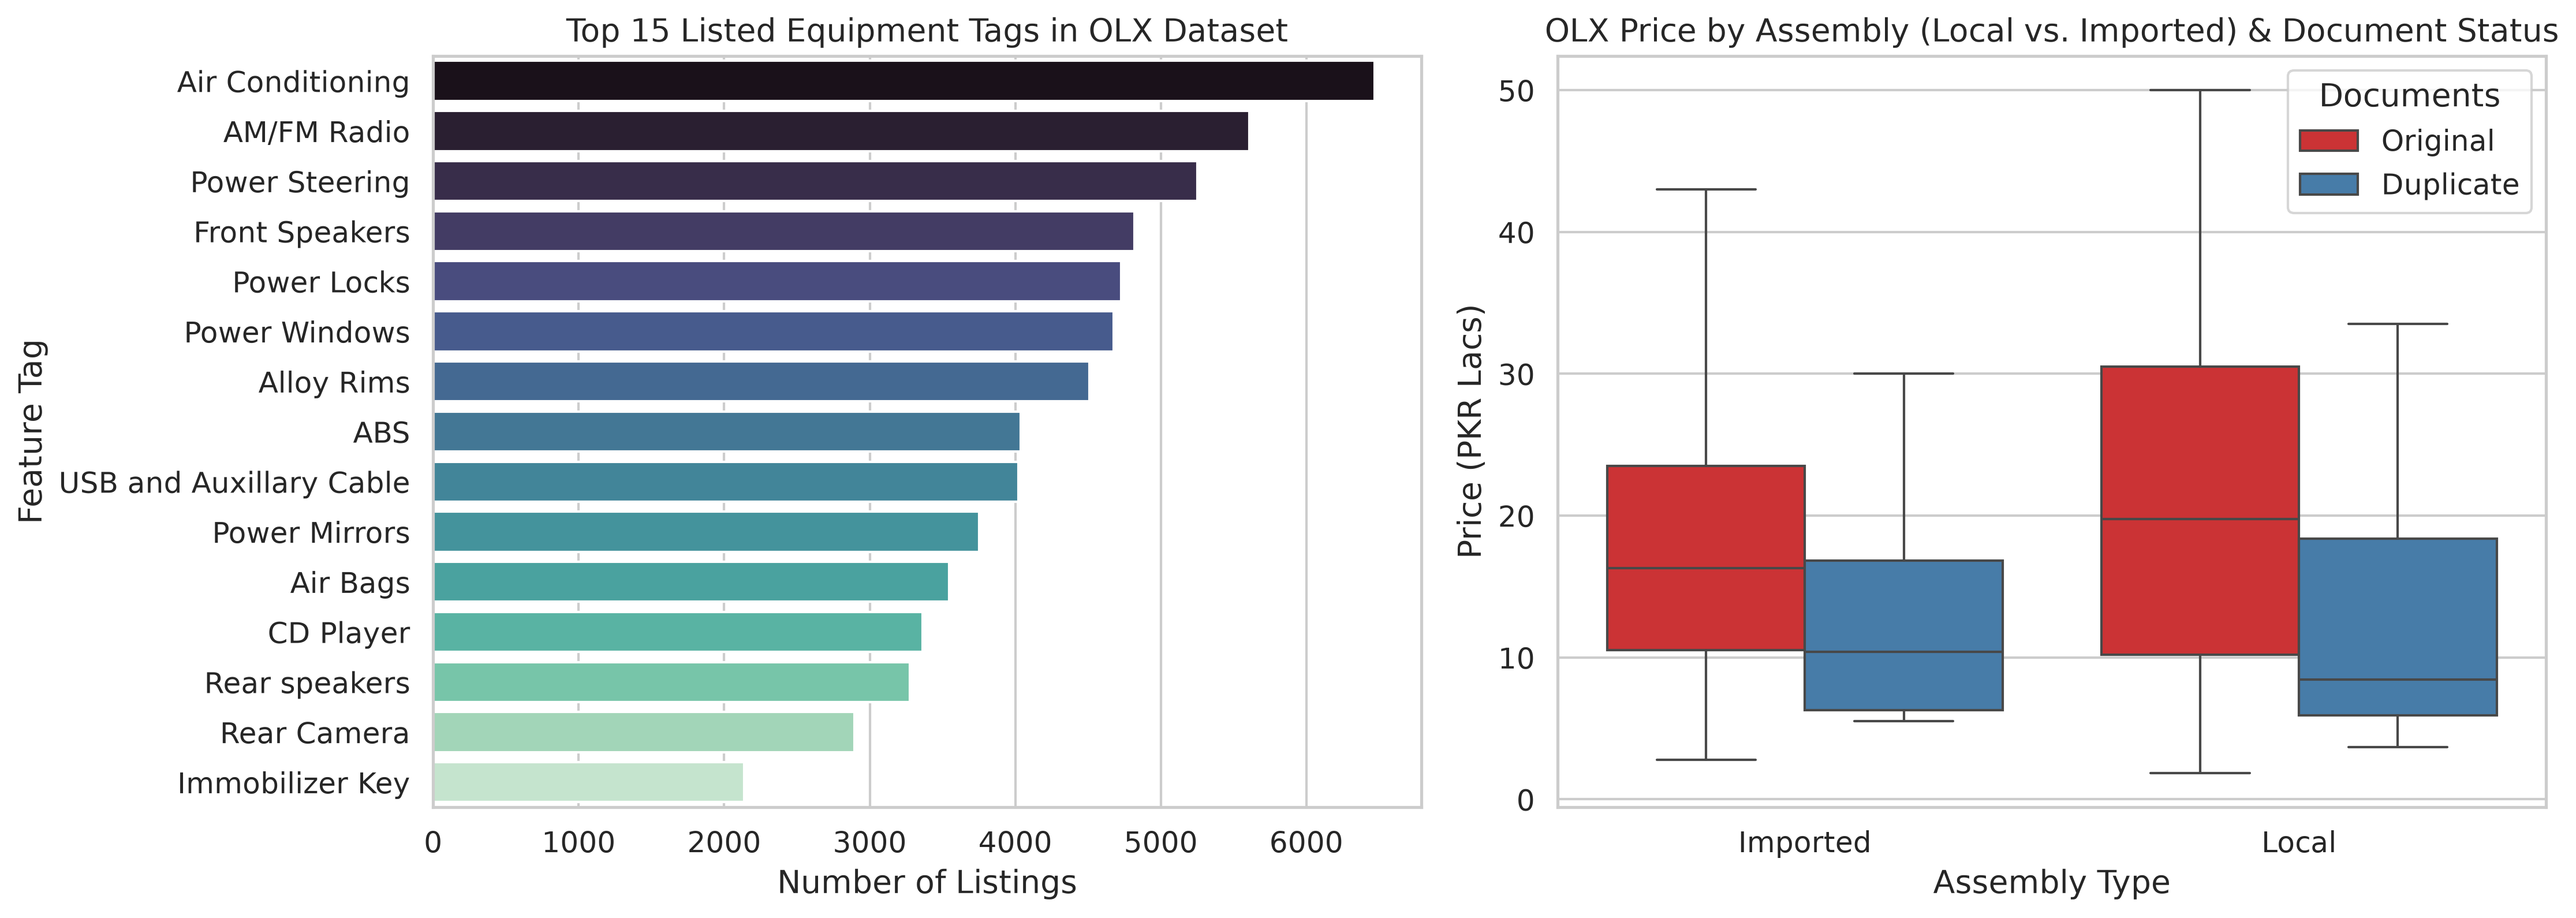 Top 15 Listed Equipment Tags in OLX Dataset
Feature Tag
Air Conditioning
AM/FM Radio
Power Steering
Front Speakers
Power Locks
Power Windows
Alloy Rims
ABS
USB and Auxillary Cable
Power Mirrors
Air Bags
CD Player
Rear speakers
Rear Camera
Immobilizer Key
0 1000 2000 3000 4000 5000 6000
Number of Listings
OLX Price by Assembly (Local vs. Imported) & Document Status
Price (PKR Lacs)
50
40
30
20
10
0
Documents
Original
Duplicate
Imported Local
Assembly Type